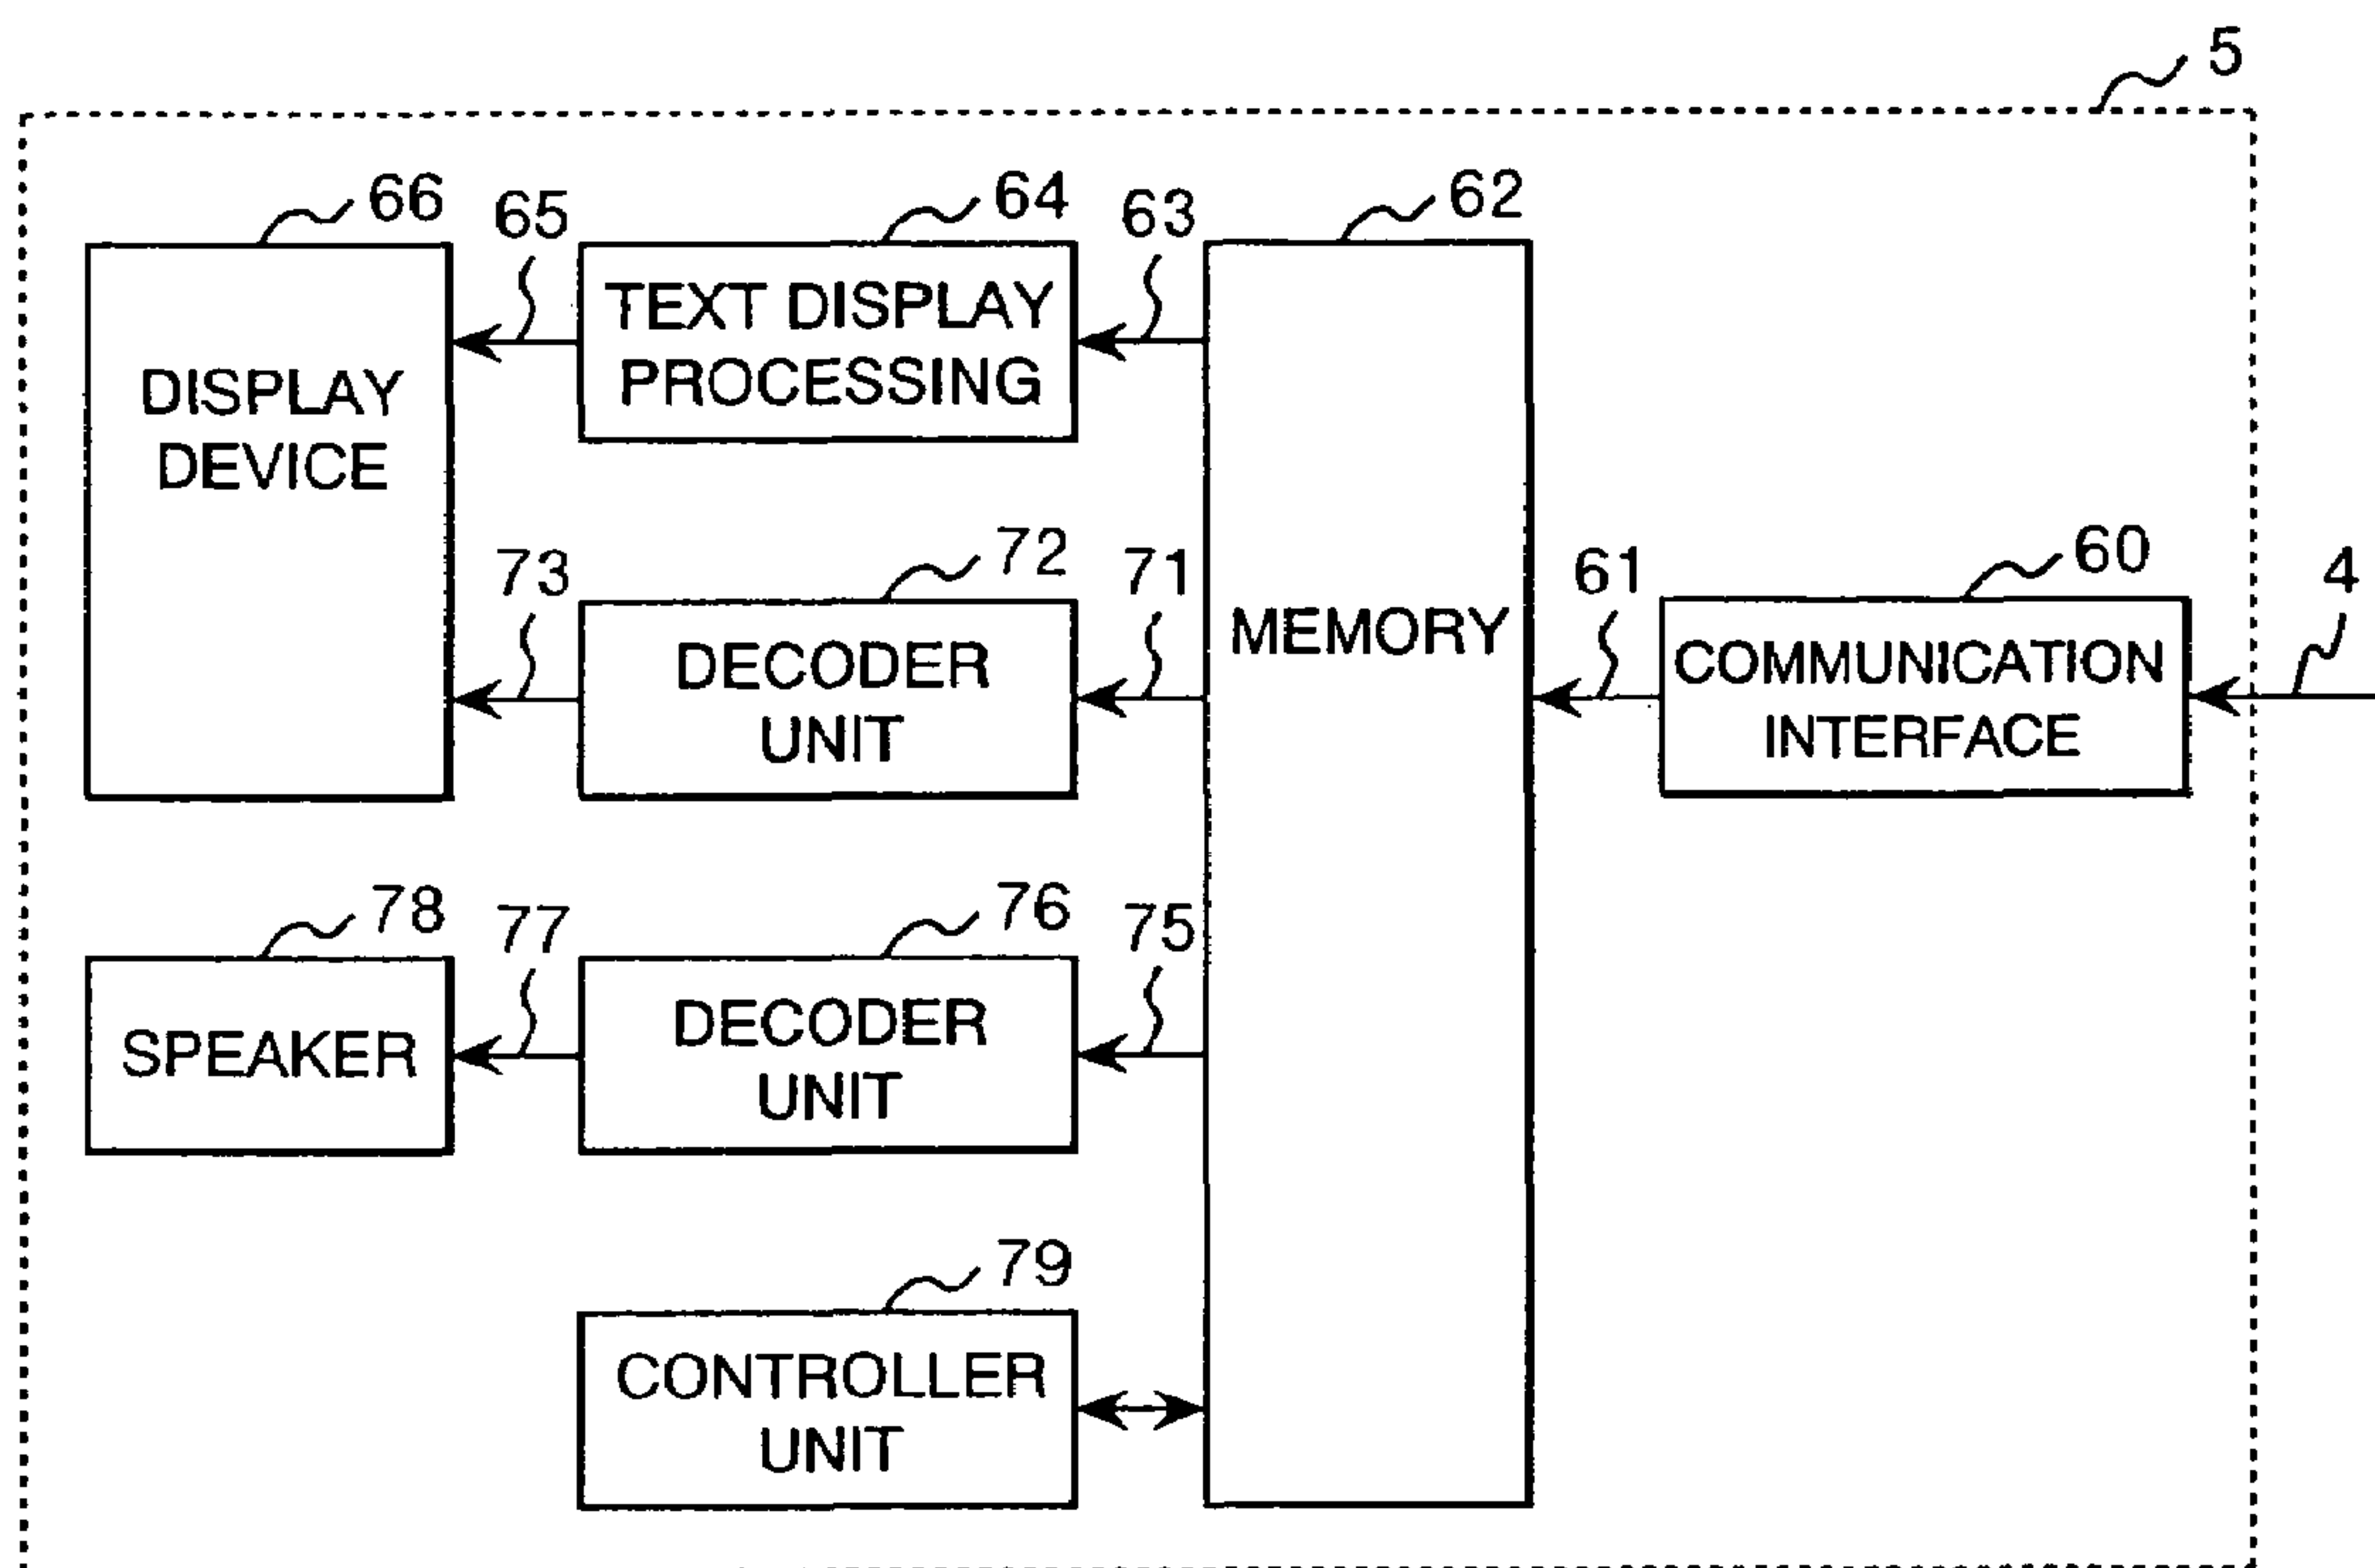 5
66
65
64
63
62
DISPLAY
DEVICE
TEXT DISPLAY
PROCESSING
73
72
71
61
60
4
DECODER
UNIT
MEMORY
COMMUNICATION
INTERFACE
78
77
76
75
SPEAKER
DECODER
UNIT
79
CONTROLLER
UNIT